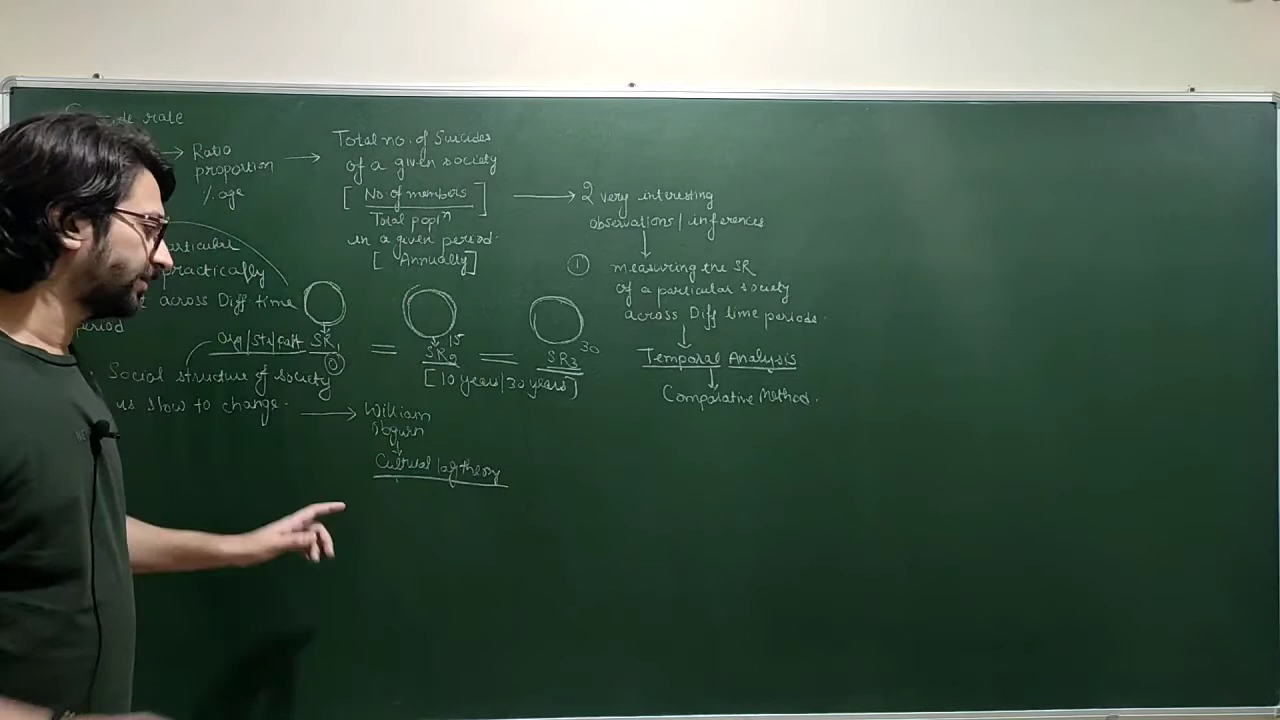 rate
→ Ratio
proportion
% age
→ Total no. of Suicides
of a given society
[ No of members ]
Total popⁿ
in a given period.
[ Annually ]
→ 2 very interesting
observations / inferences
① measuring the SR
of a particular society
across Diff time periods.
Temporal Analysis
Comparative Method.
articular
practically
across Diff time
period
SR₁ = SR₂ = SR₃
0 15 30
[ 10 years / 30 years ]
Social structure of society
is slow to change. → William
Ogburn
Cultural lag theory